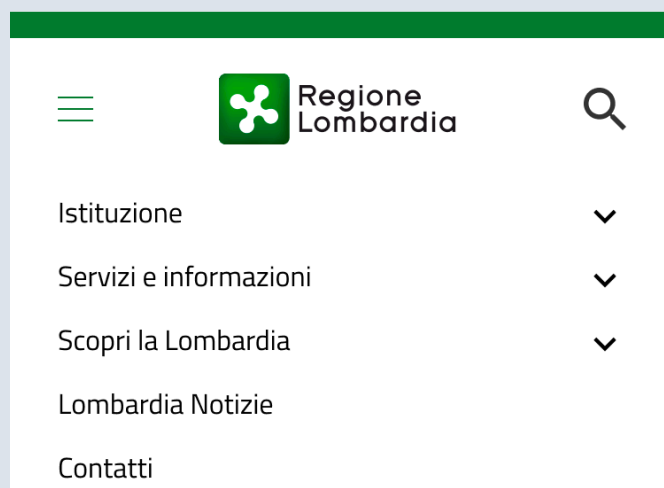 Regione
Lombardia
Istituzione
Servizi e informazioni
Scopri la Lombardia
Lombardia Notizie
Contatti